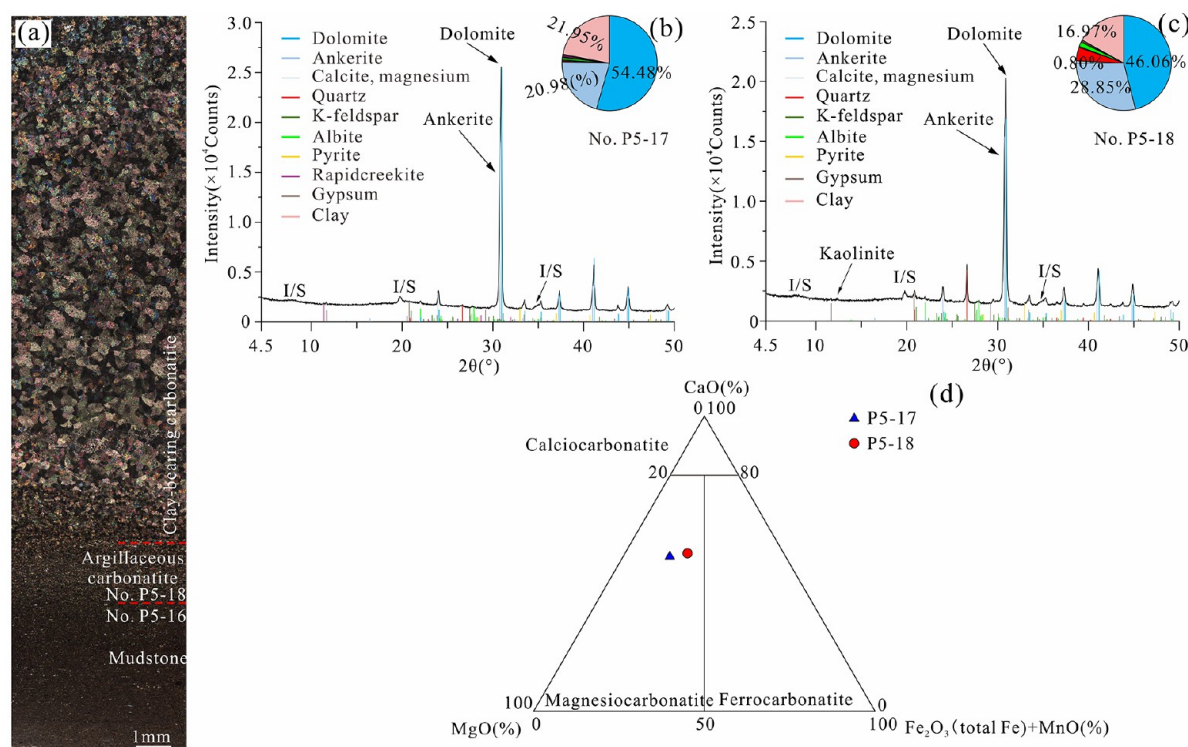 (a)
Clay-bearing carbonatite
Argillaceous
carbonatite
No. P5-18
No. P5-16
Mudstone
1mm
(b)
3.0
2.5
2.0
1.5
1.0
0.5
0
Intensity(×10⁴Counts)
Dolomite
Ankerite
Calcite, magnesium
Quartz
K-feldspar
Albite
Pyrite
Rapidcreekite
Gypsum
Clay
Dolomite
Ankerite
21.95%
54.48%
20.98(%)
No. P5-17
I/S
I/S
I/S
4.5 10 20 30 40 50
2θ(°)
(c)
2.5
2.0
1.5
1.0
0.5
0
Intensity(×10⁴Counts)
Dolomite
Ankerite
Calcite, magnesium
Quartz
K-feldspar
Albite
Pyrite
Gypsum
Clay
Dolomite
Ankerite
16.97%
0.80%
46.06%
28.85%
No. P5-18
I/S
Kaolinite
I/S
I/S
4.5 10 20 30 40 50
2θ(°)
(d)
CaO(%)
0 100
P5-17
P5-18
Calciocarbonatite
20 80
Magnesiocarbonatite Ferrocarbonatite
100 0
0 50 100
MgO(%) Fe₂O₃(total Fe)+MnO(%)